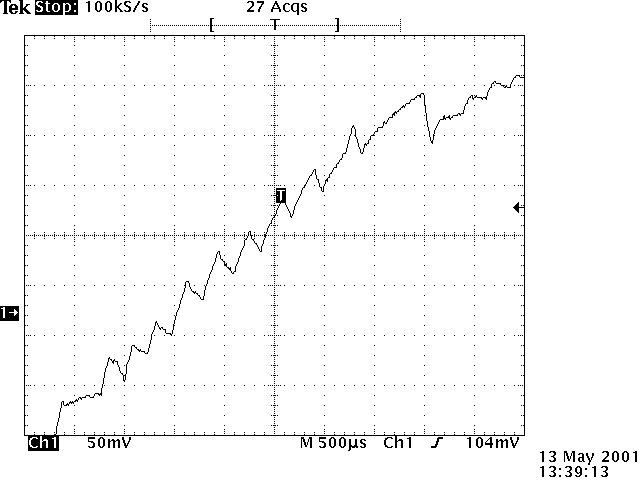 Tek Stop: 100kS/s 27 Acqs
[ T ]
T
1→
Ch1 50mV M 500µs Ch1 104mV
13 May 2001
13:39:13